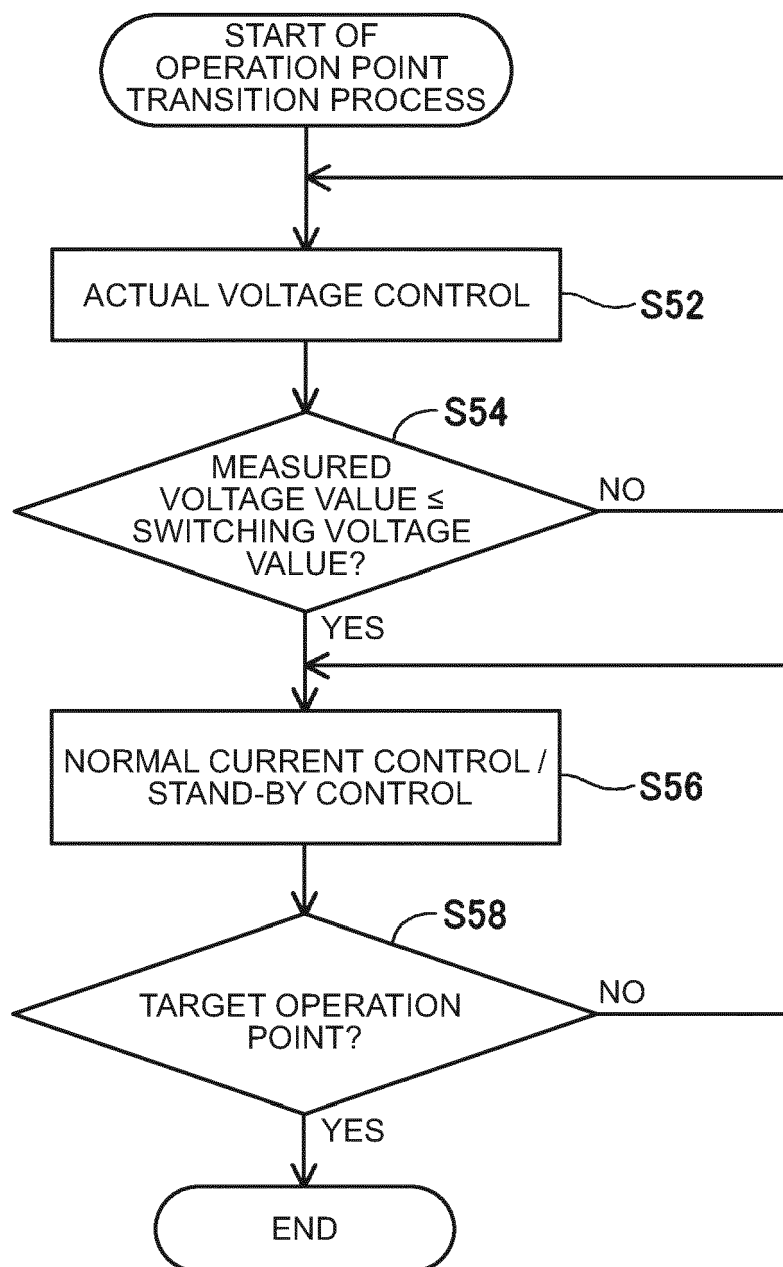 START OF
OPERATION POINT
TRANSITION PROCESS
ACTUAL VOLTAGE CONTROL
S52
S54
MEASURED
VOLTAGE VALUE ≤
SWITCHING VOLTAGE
VALUE?
NO
YES
NORMAL CURRENT CONTROL /
STAND-BY CONTROL
S56
S58
TARGET OPERATION
POINT?
NO
YES
END